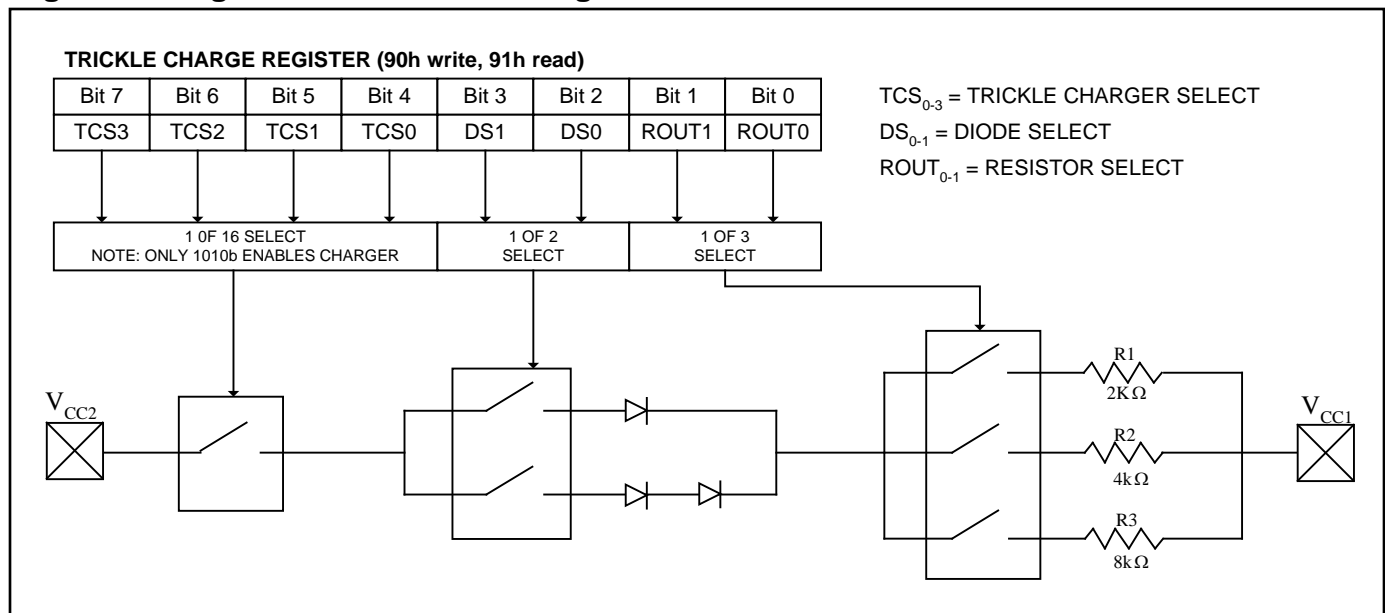 TRICKLE CHARGE REGISTER (90h write, 91h read)
Bit 7 Bit 6 Bit 5 Bit 4 Bit 3 Bit 2 Bit 1 Bit 0
TCS3 TCS2 TCS1 TCS0 DS1 DS0 ROUT1 ROUT0
TCS0-3 = TRICKLE CHARGER SELECT
DS0-1 = DIODE SELECT
ROUT0-1 = RESISTOR SELECT
1 0F 16 SELECT
NOTE: ONLY 1010b ENABLES CHARGER
1 OF 2
SELECT
1 OF 3
SELECT
VCC2
R1
2KΩ
R2
4kΩ
R3
8kΩ
VCC1